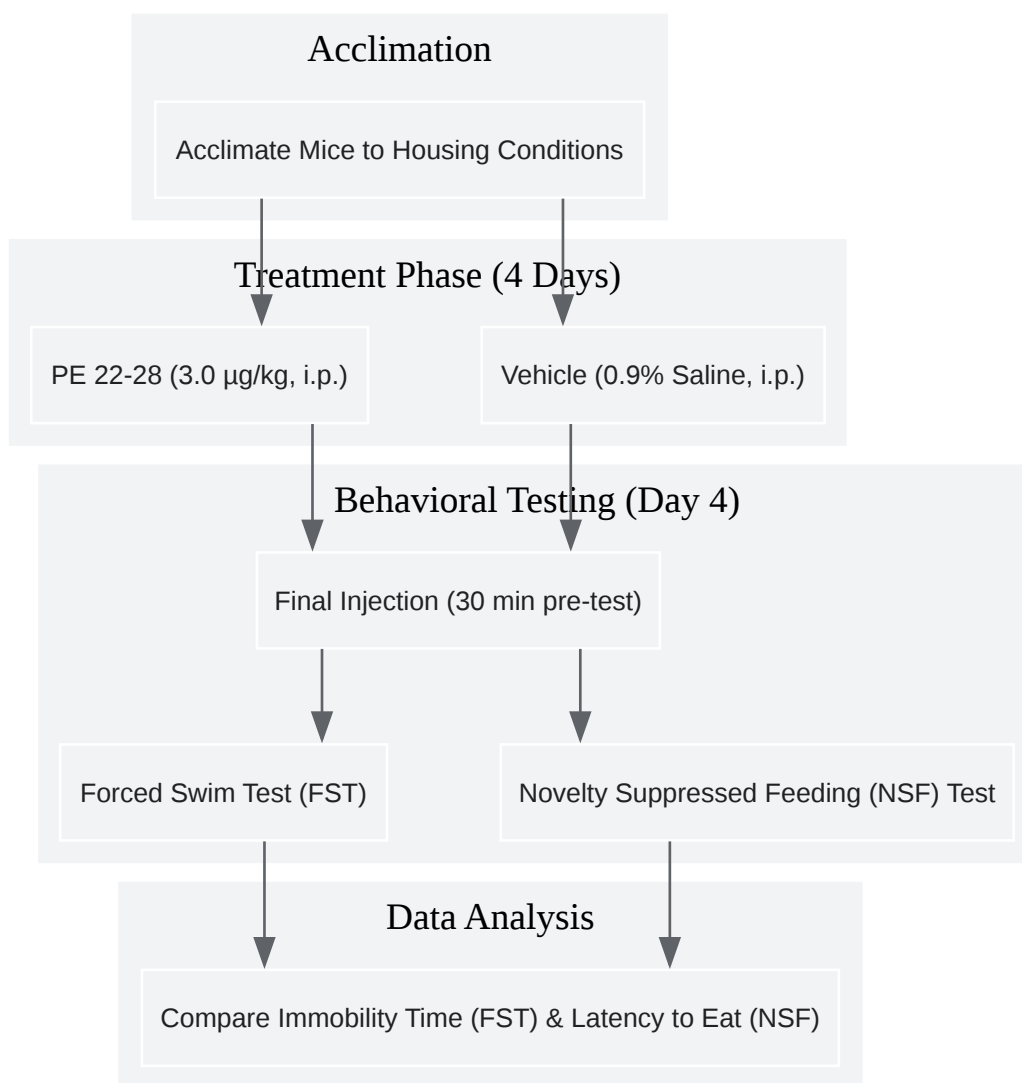 Acclimation
Acclimate Mice to Housing Conditions
Treatment Phase (4 Days)
PE 22-28 (3.0 µg/kg, i.p.)
Vehicle (0.9% Saline, i.p.)
Behavioral Testing (Day 4)
Final Injection (30 min pre-test)
Forced Swim Test (FST)
Novelty Suppressed Feeding (NSF) Test
Data Analysis
Compare Immobility Time (FST) & Latency to Eat (NSF)